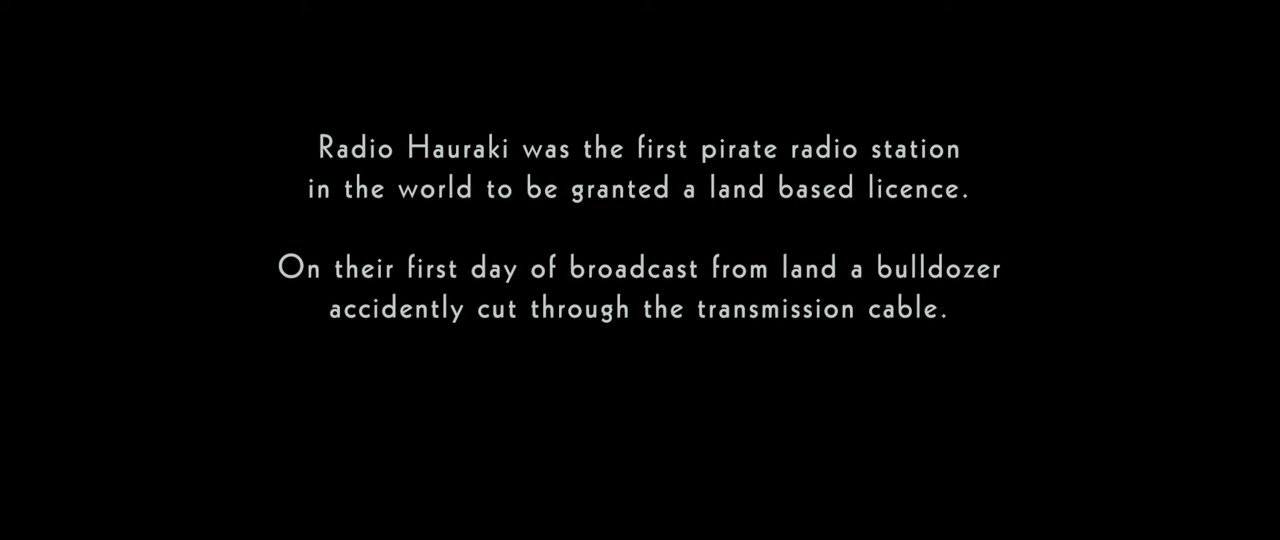 Radio Hauraki was the first pirate radio station
in the world to be granted a land based licence.
On their first day of broadcast from land a bulldozer
accidently cut through the transmission cable.